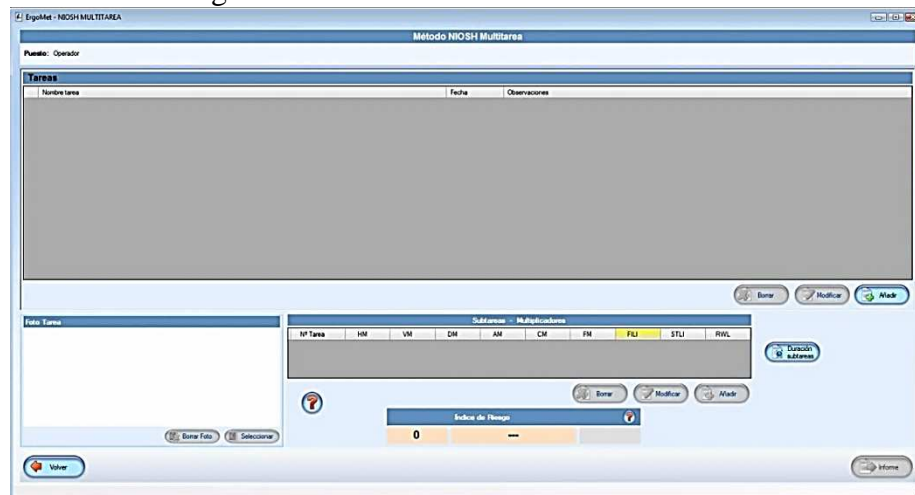 ErgoMet - NIOSH MULTITAREA
Método NIOSH Multitarea
Puesto: Operador
Tareas
Nombre tarea Fecha Observaciones
Borrar Modificar Añadir
Foto Tarea
Subtareas - Multiplicadores
Nº Tarea HM VM DM AM CM FM FILI STLI RWL
Duración subtareas
Borrar Modificar Añadir
?
Índice de Riesgo ?
0 ---
Borrar Foto Seleccionar
Volver Informe